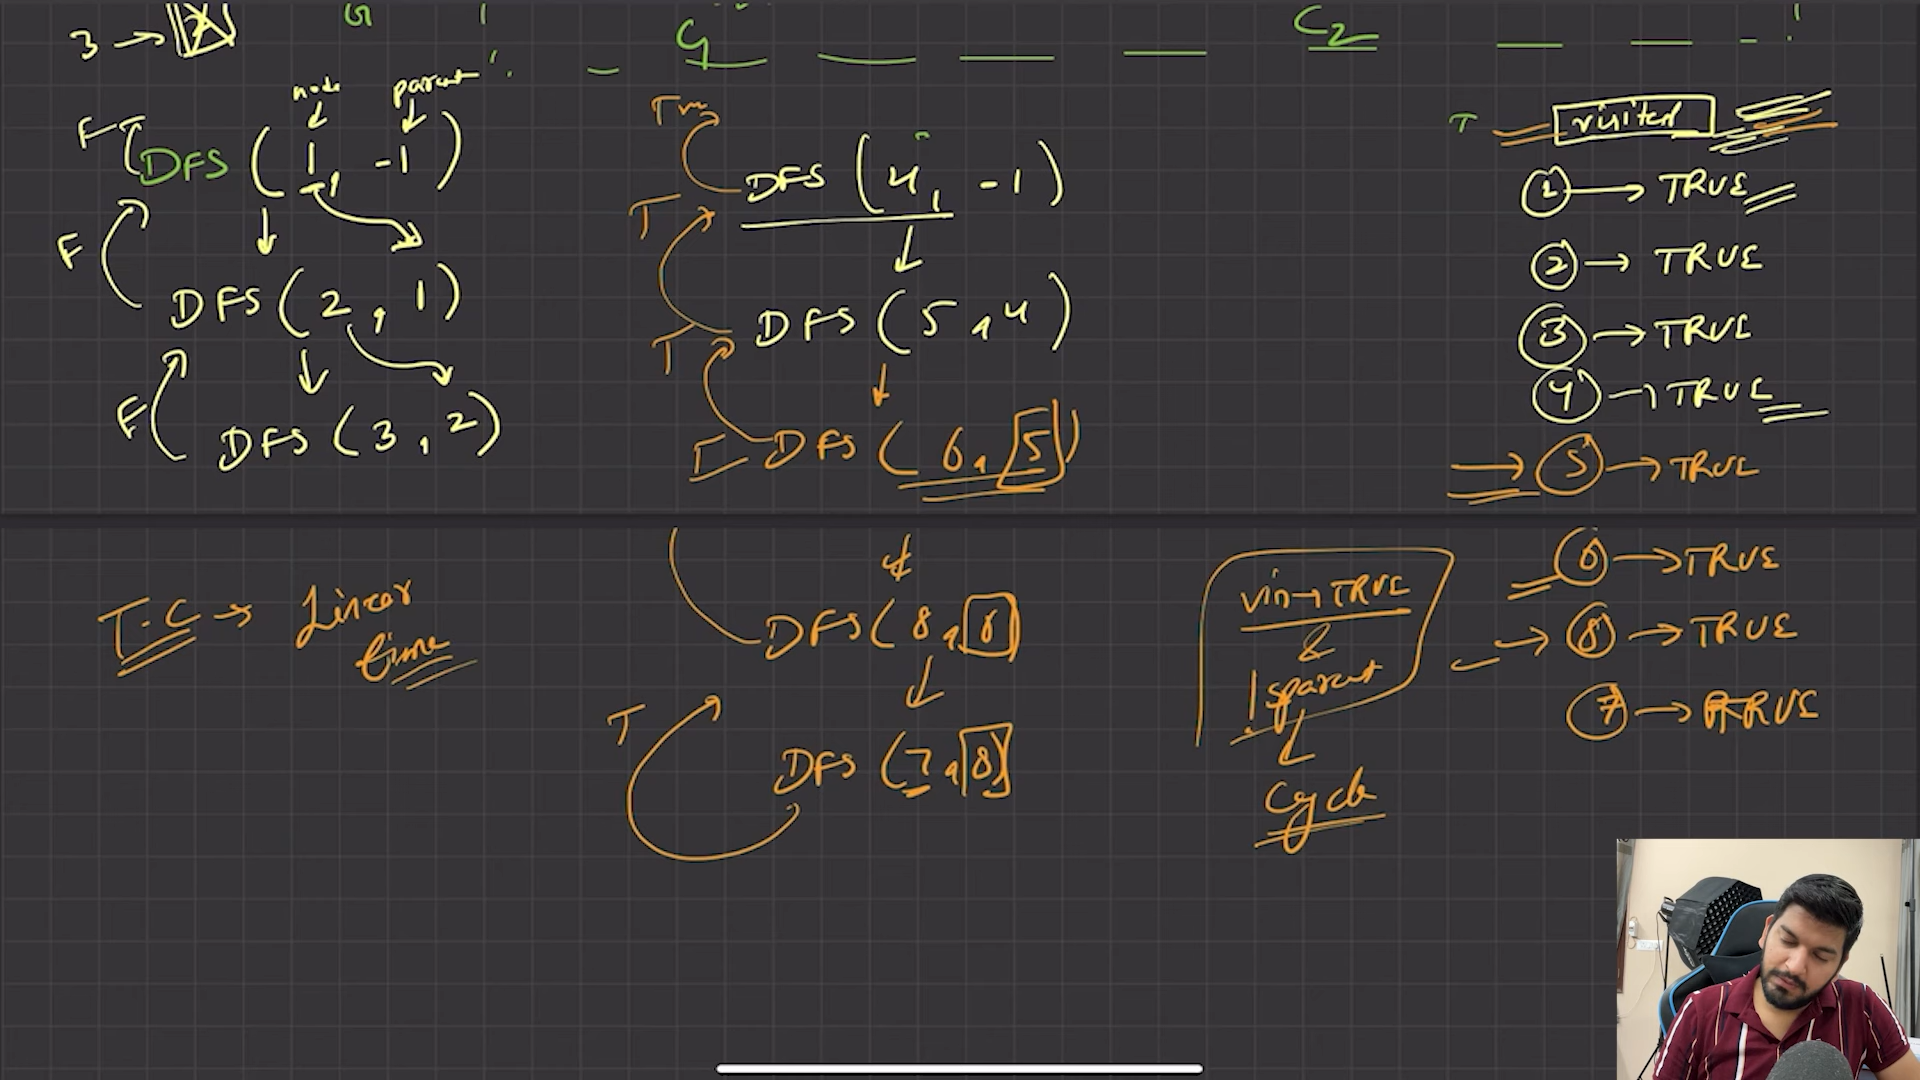 3 →
C1 C2
node parent
F DFS ( 1, -1 )
F
DFS ( 2 , 1 )
F
DFS ( 3 , 2 )
True
DFS ( 4, -1 )
T
DFS ( 5 , 4 )
T
T DFS ( 6, 5 )
T visited
1 → TRUE
2 → TRUE
3 → TRUE
4 → TRUE
5 → TRUE
T.C → Linear
time
DFS ( 8, 6 )
T
DFS ( 7, 8 )
vis → TRUE
&
!parent
Cycle
6 → TRUE
8 → TRUE
7 → TRUE